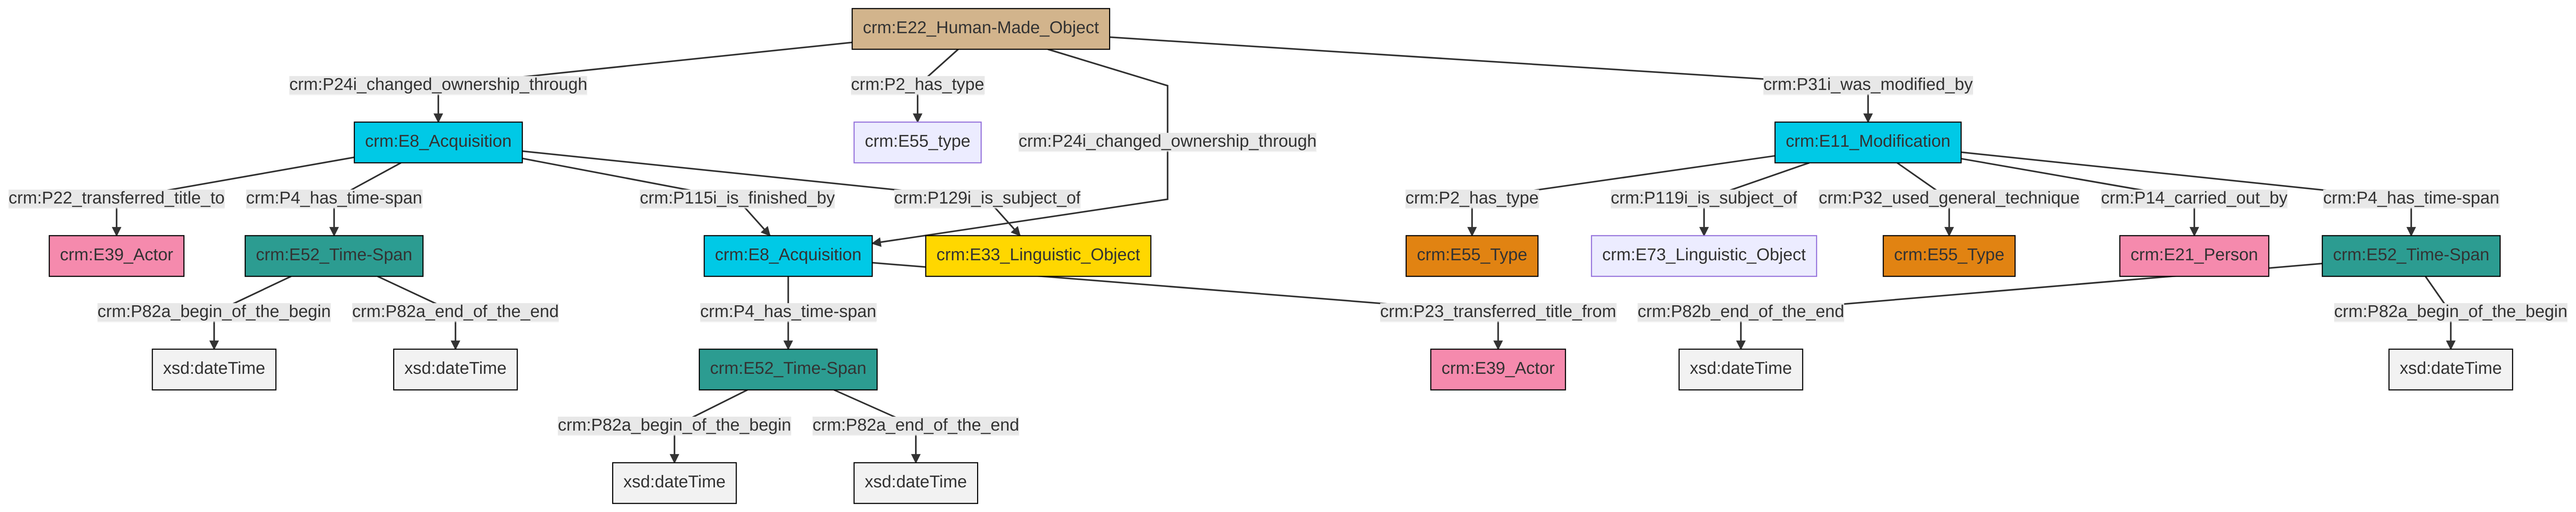 crm:E22_Human-Made_Object
crm:P24i_changed_ownership_through
crm:P2_has_type
crm:P31i_was_modified_by
crm:E8_Acquisition
crm:E55_type
crm:P24i_changed_ownership_through
crm:E11_Modification
crm:P22_transferred_title_to
crm:P4_has_time-span
crm:P115i_is_finished_by
crm:P129i_is_subject_of
crm:P2_has_type
crm:P119i_is_subject_of
crm:P32_used_general_technique
crm:P14_carried_out_by
crm:P4_has_time-span
crm:E39_Actor
crm:E52_Time-Span
crm:E8_Acquisition
crm:E33_Linguistic_Object
crm:E55_Type
crm:E73_Linguistic_Object
crm:E55_Type
crm:E21_Person
crm:E52_Time-Span
crm:P82a_begin_of_the_begin
crm:P82a_end_of_the_end
crm:P4_has_time-span
crm:P23_transferred_title_from
crm:P82b_end_of_the_end
crm:P82a_begin_of_the_begin
xsd:dateTime
xsd:dateTime
crm:E52_Time-Span
crm:E39_Actor
xsd:dateTime
xsd:dateTime
crm:P82a_begin_of_the_begin
crm:P82a_end_of_the_end
xsd:dateTime
xsd:dateTime